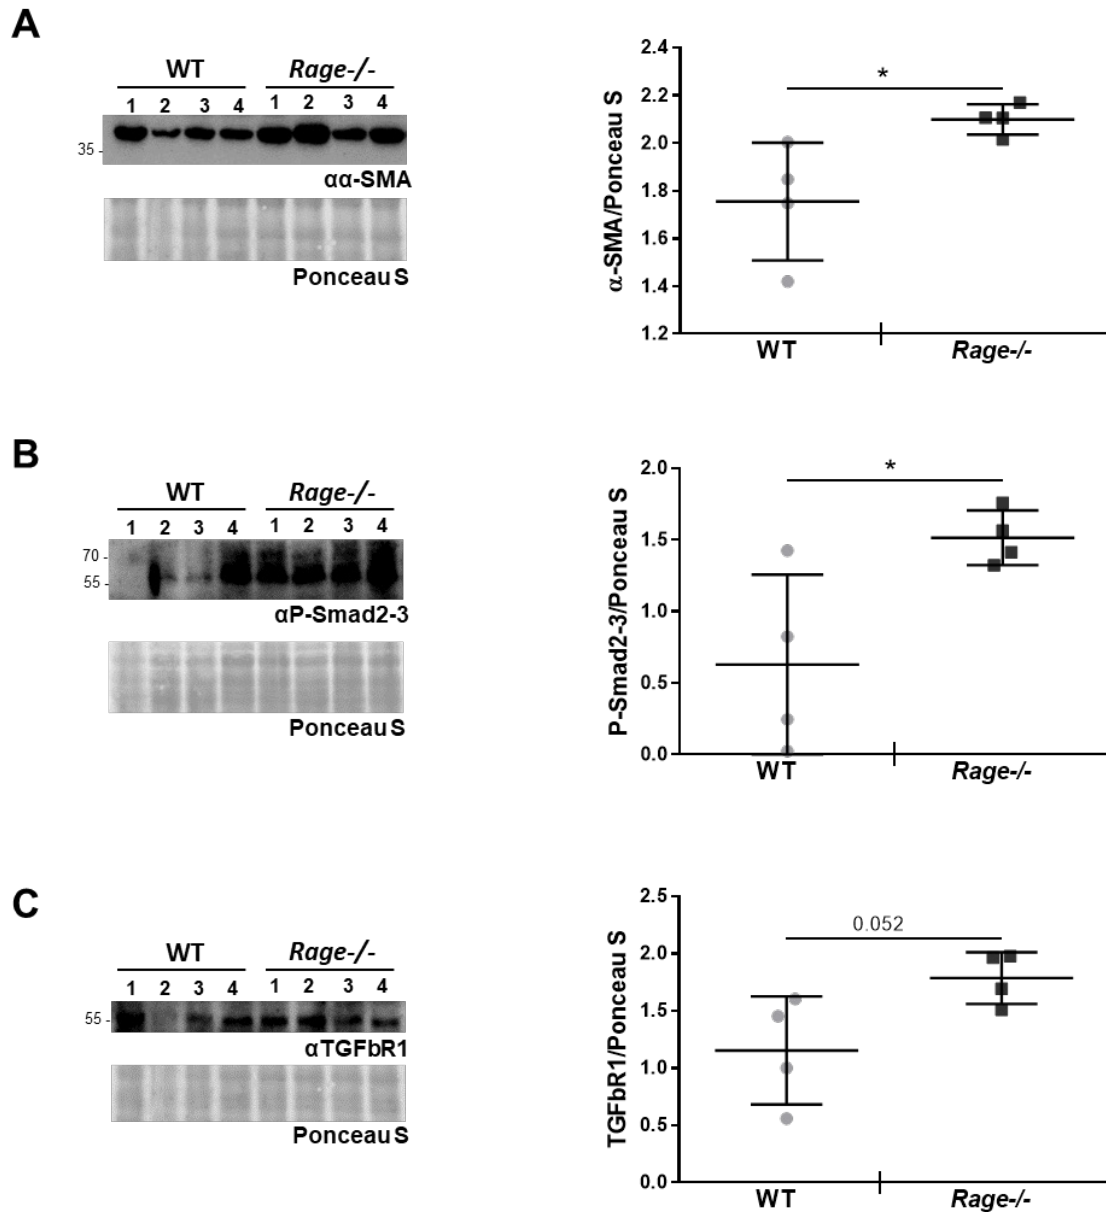 A
WT Rage-/-
1 2 3 4 1 2 3 4
35 -
αα-SMA
Ponceau S
α-SMA/Ponceau S
2.4
2.2
2.0
1.8
1.6
1.4
1.2
*
WT Rage-/-
B
WT Rage-/-
1 2 3 4 1 2 3 4
70 -
55 -
αP-Smad2-3
Ponceau S
P-Smad2-3/Ponceau S
2.0
1.5
1.0
0.5
0.0
*
WT Rage-/-
C
WT Rage-/-
1 2 3 4 1 2 3 4
55 -
αTGFbR1
Ponceau S
TGFbR1/Ponceau S
2.5
2.0
1.5
1.0
0.5
0.0
0.052
WT Rage-/-